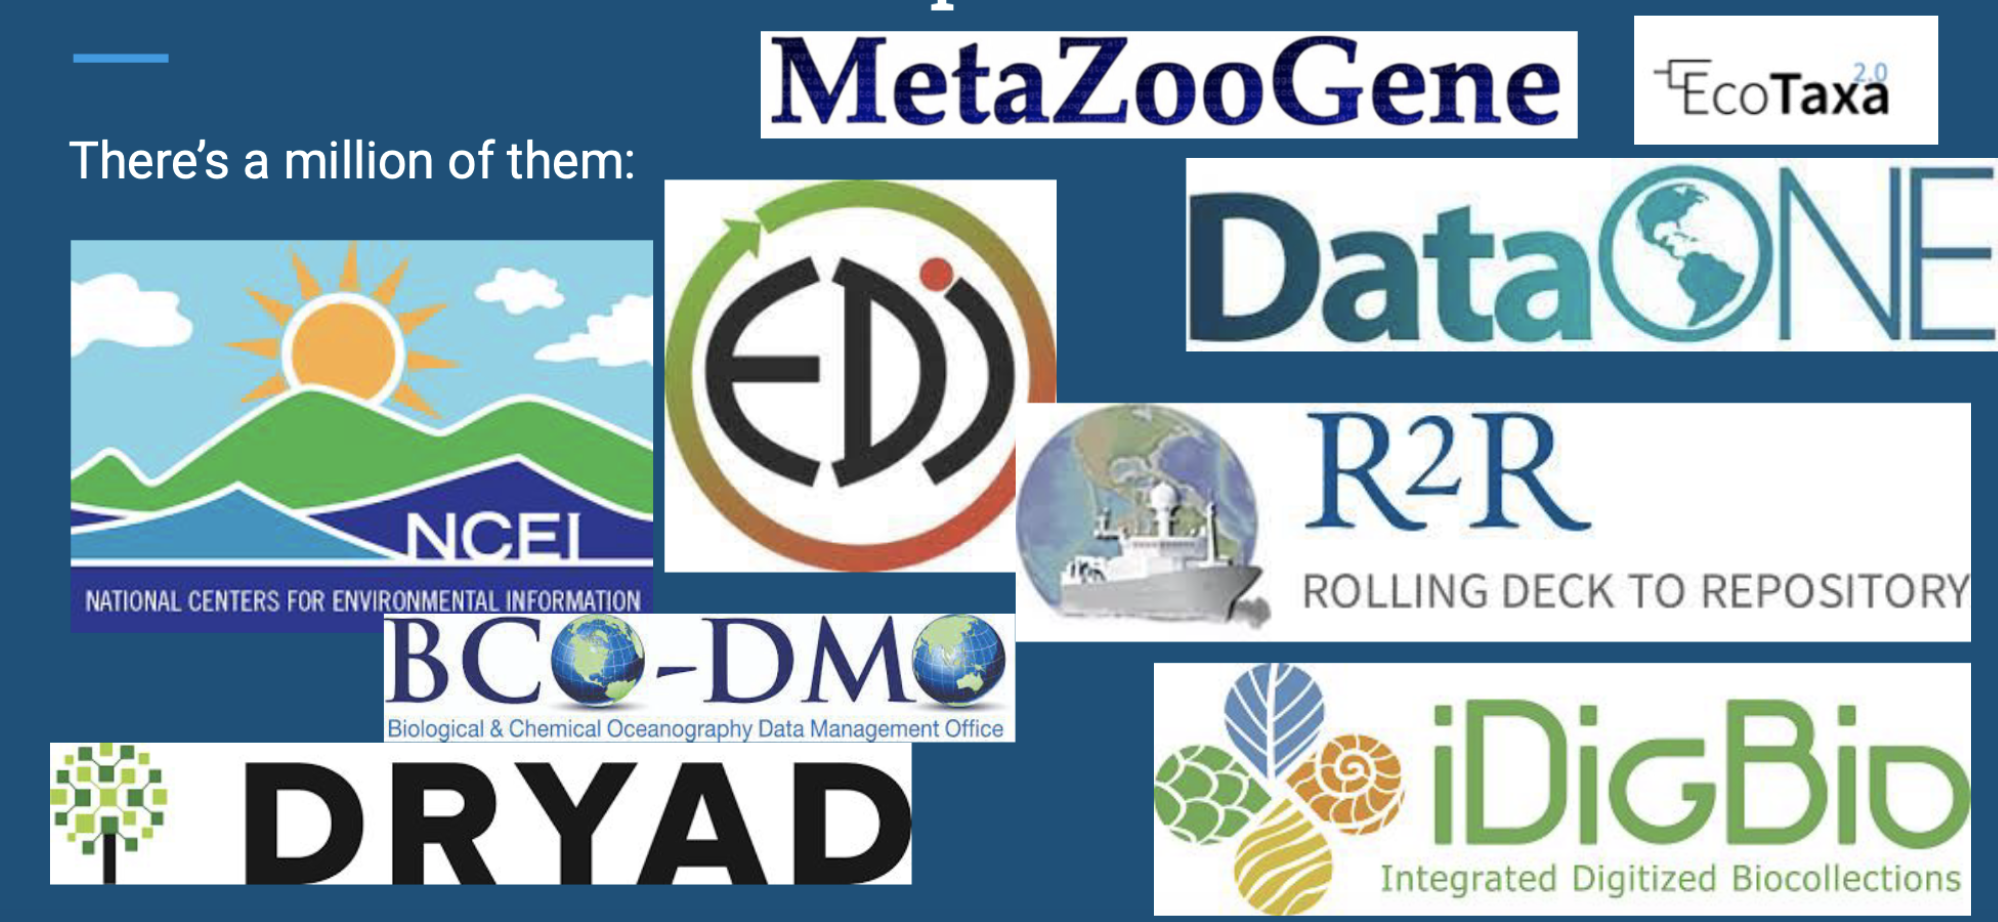 MetaZooGene
EcoTaxa 2.0
There's a million of them:
DataONE
EDI
NCEI
NATIONAL CENTERS FOR ENVIRONMENTAL INFORMATION
R2R
ROLLING DECK TO REPOSITORY
BCO-DMO
Biological & Chemical Oceanography Data Management Office
DRYAD
iDigBio
Integrated Digitized Biocollections